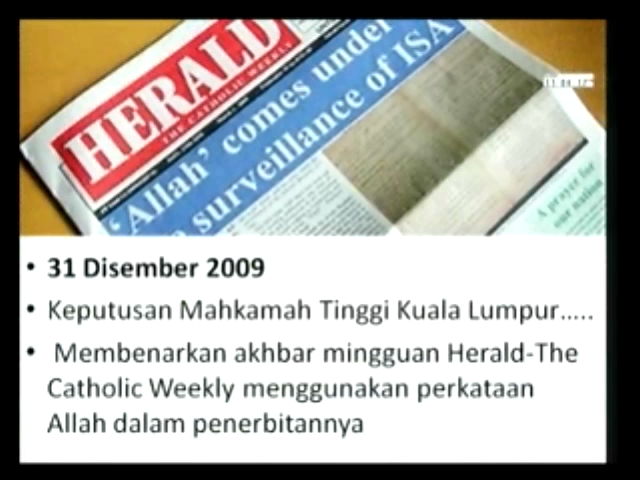 HERALD
THE CATHOLIC WEEKLY
'Allah' comes under
surveillance of ISA
A prayer for
our nation
• 31 Disember 2009
• Keputusan Mahkamah Tinggi Kuala Lumpur.....
• Membenarkan akhbar mingguan Herald-The
Catholic Weekly menggunakan perkataan
Allah dalam penerbitannya